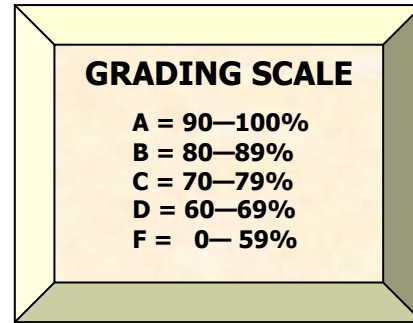 GRADING SCALE
A = 90—100%
B = 80—89%
C = 70—79%
D = 60—69%
F =   0— 59%